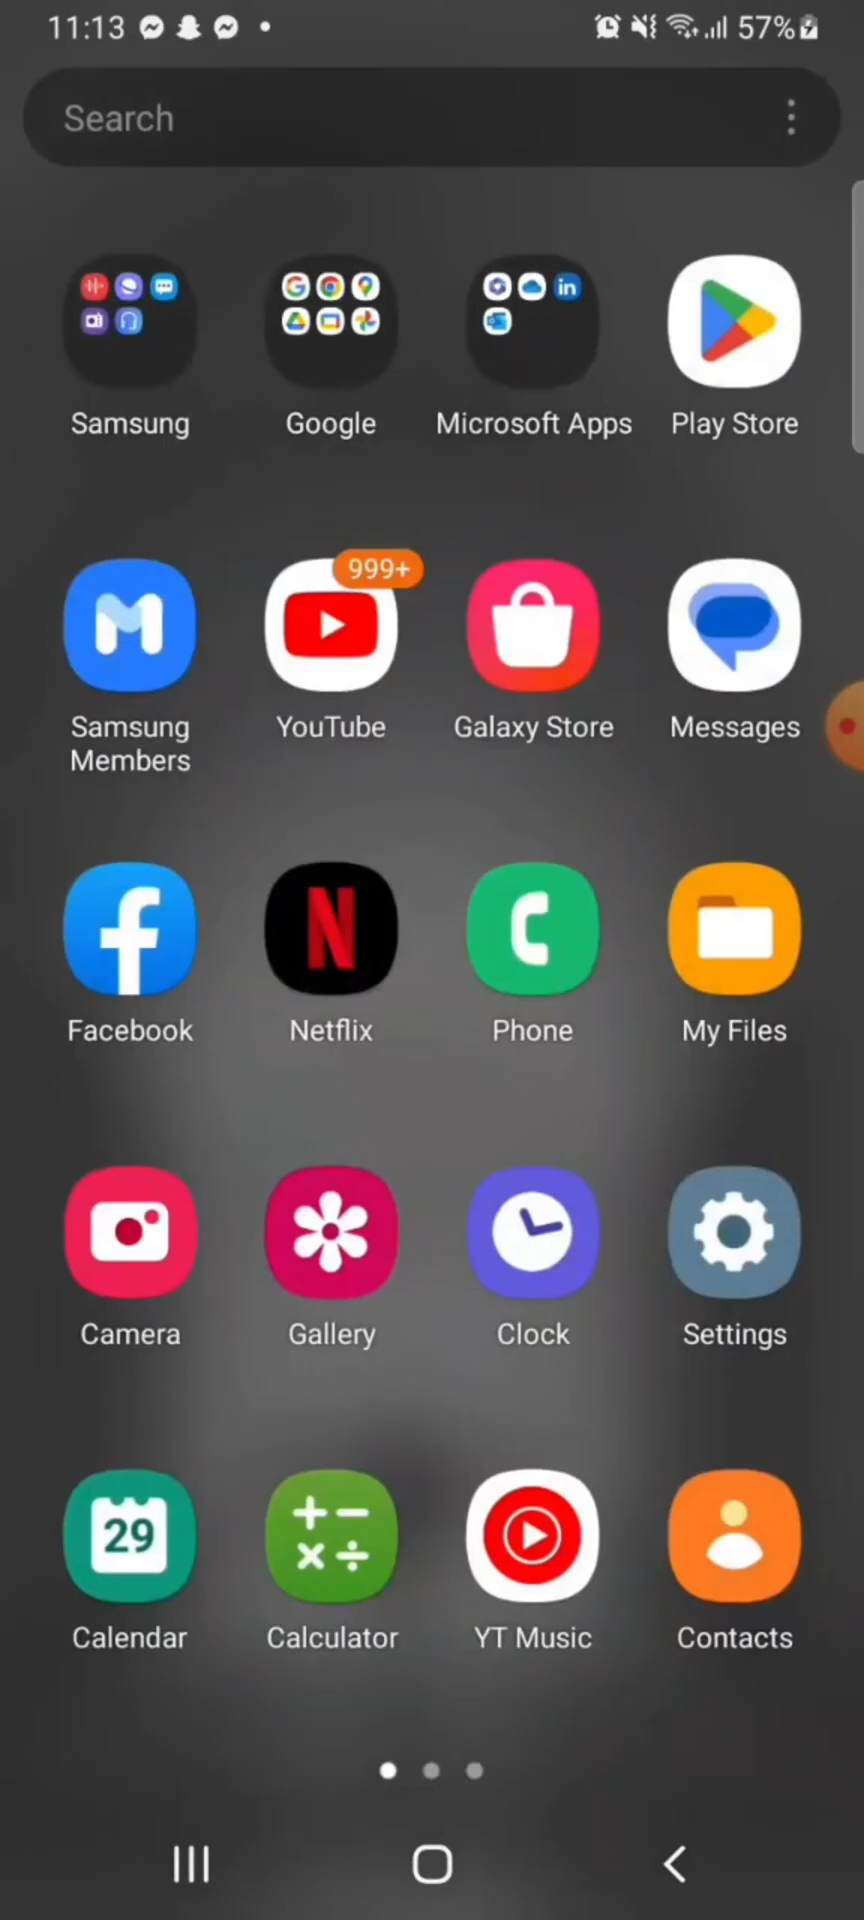 11:13 57%
Search
Samsung Google Microsoft Apps Play Store
999+
Samsung Members YouTube Galaxy Store Messages
Facebook Netflix Phone My Files
Camera Gallery Clock Settings
29
Calendar Calculator YT Music Contacts